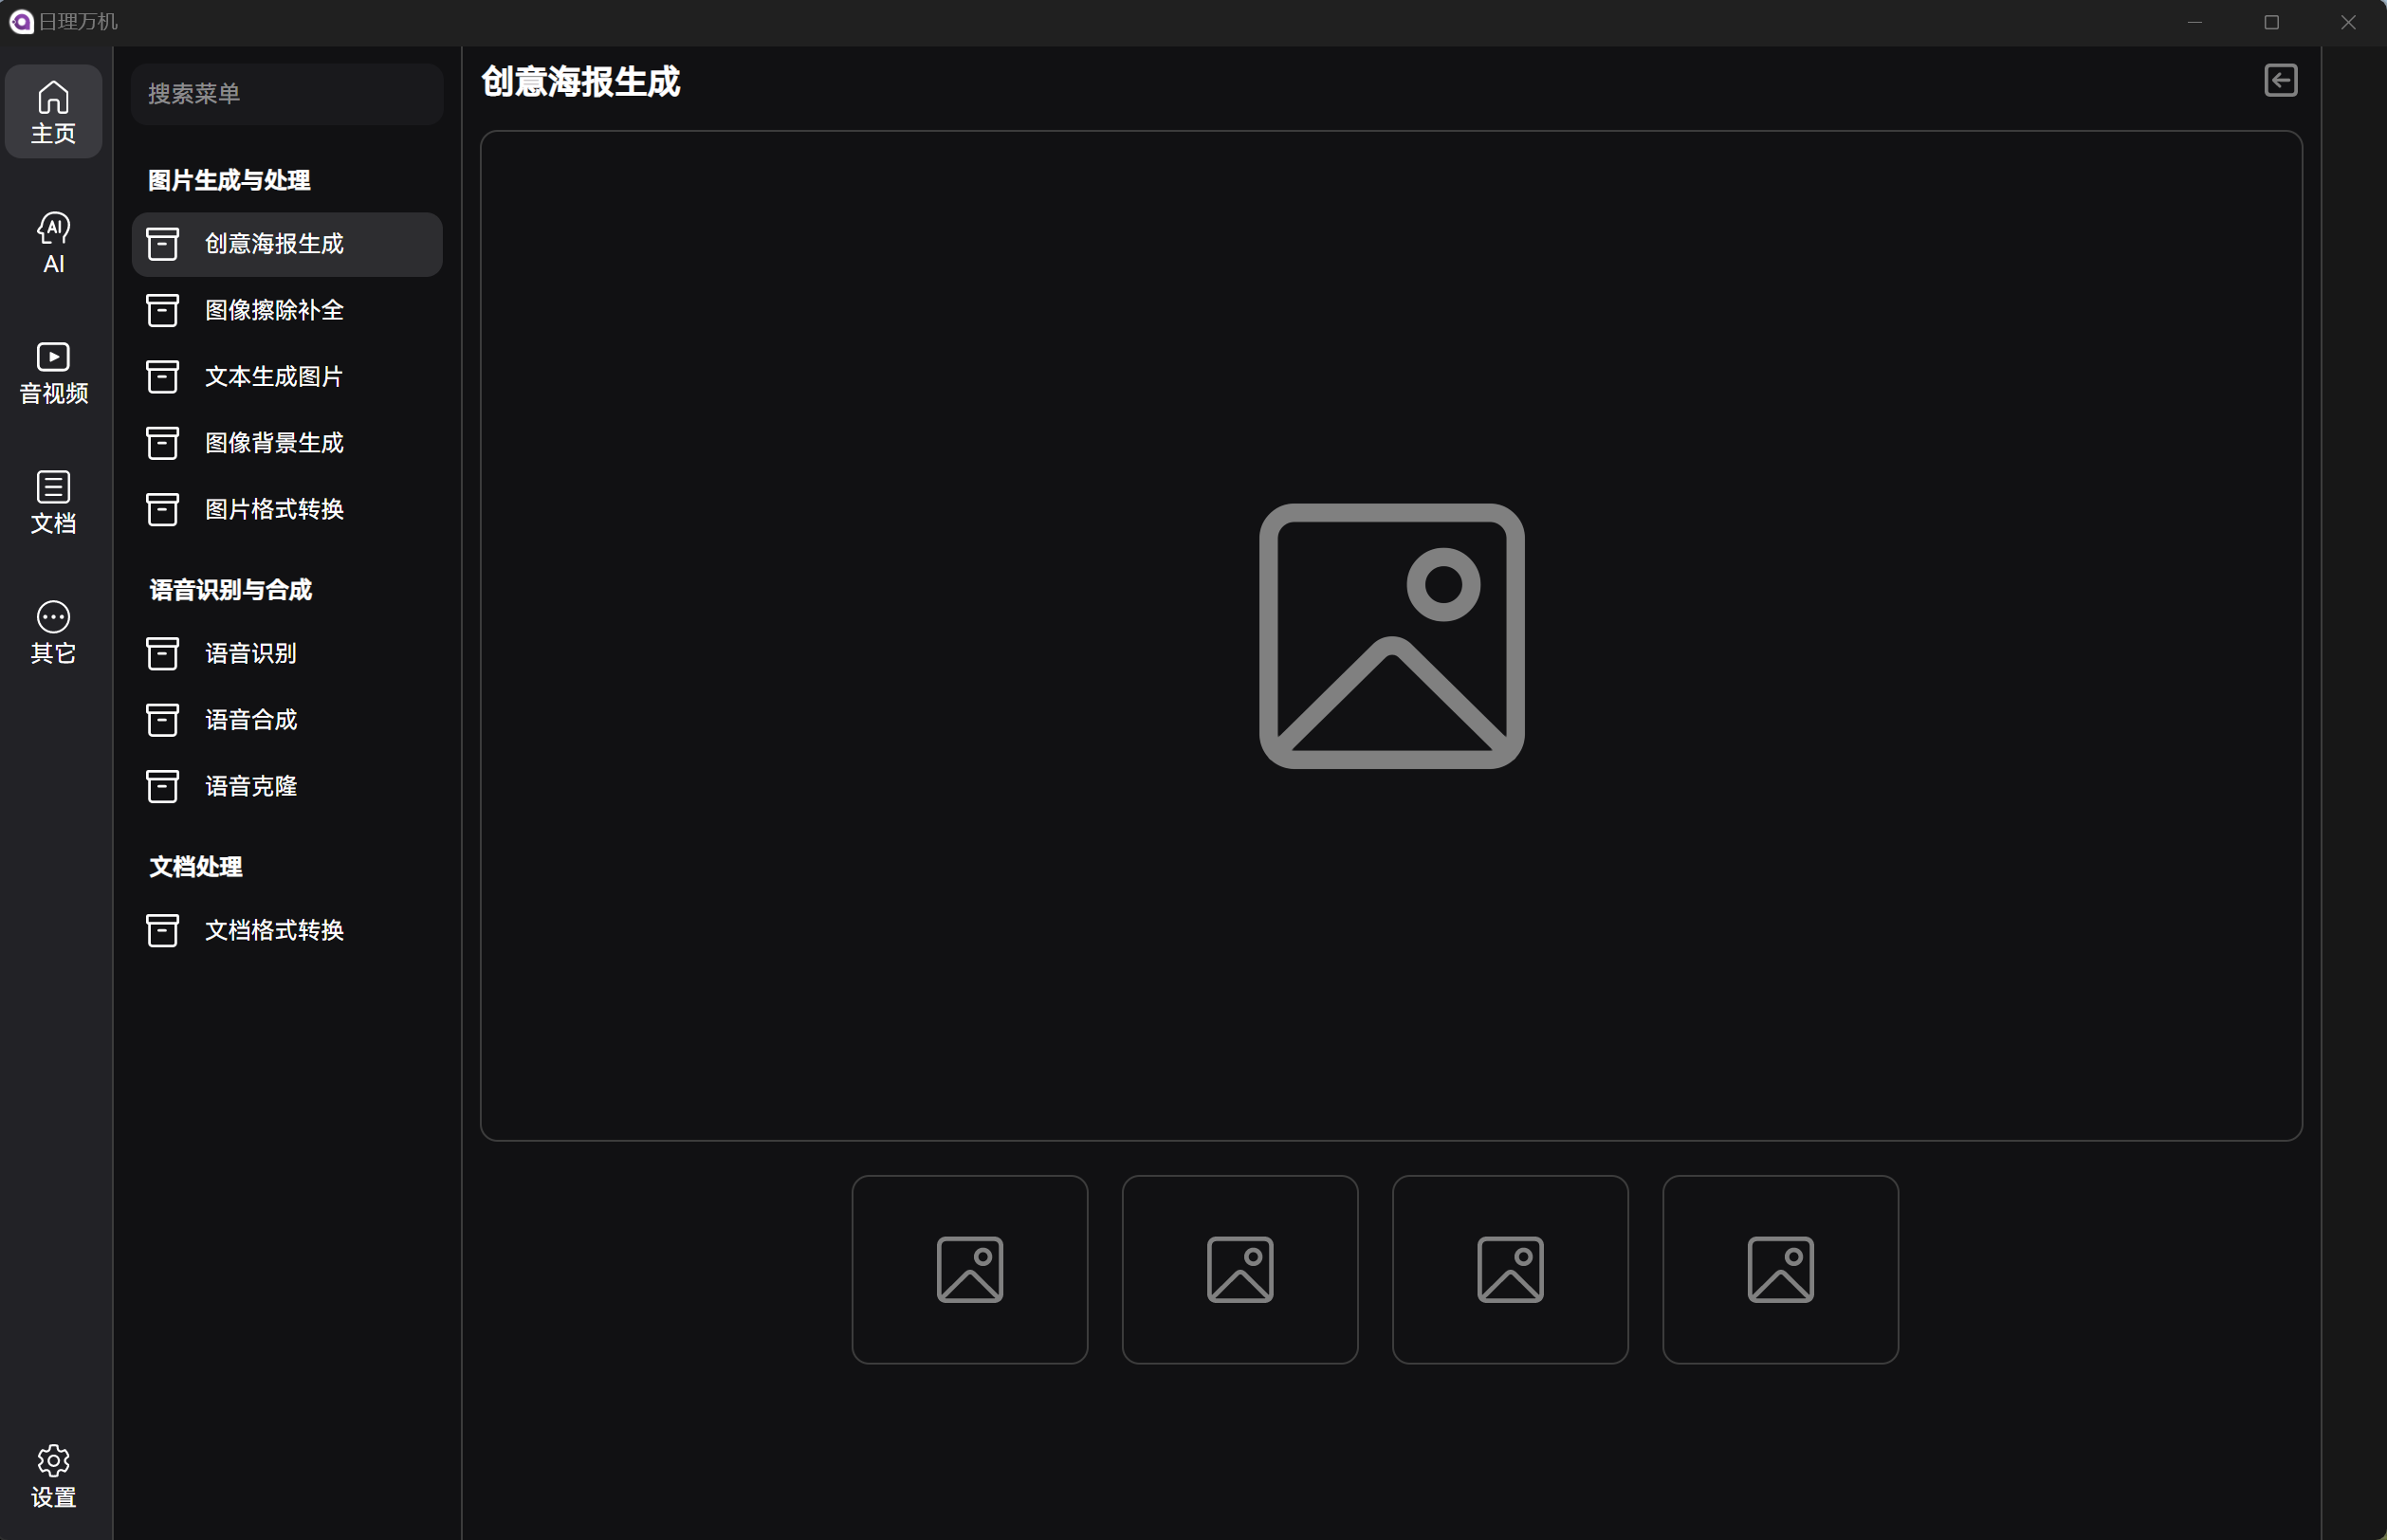 日理万机
主页
AI
音视频
文档
其它
设置
搜索菜单
图片生成与处理
创意海报生成
图像擦除补全
文本生成图片
图像背景生成
图片格式转换
语音识别与合成
语音识别
语音合成
语音克隆
文档处理
文档格式转换
创意海报生成